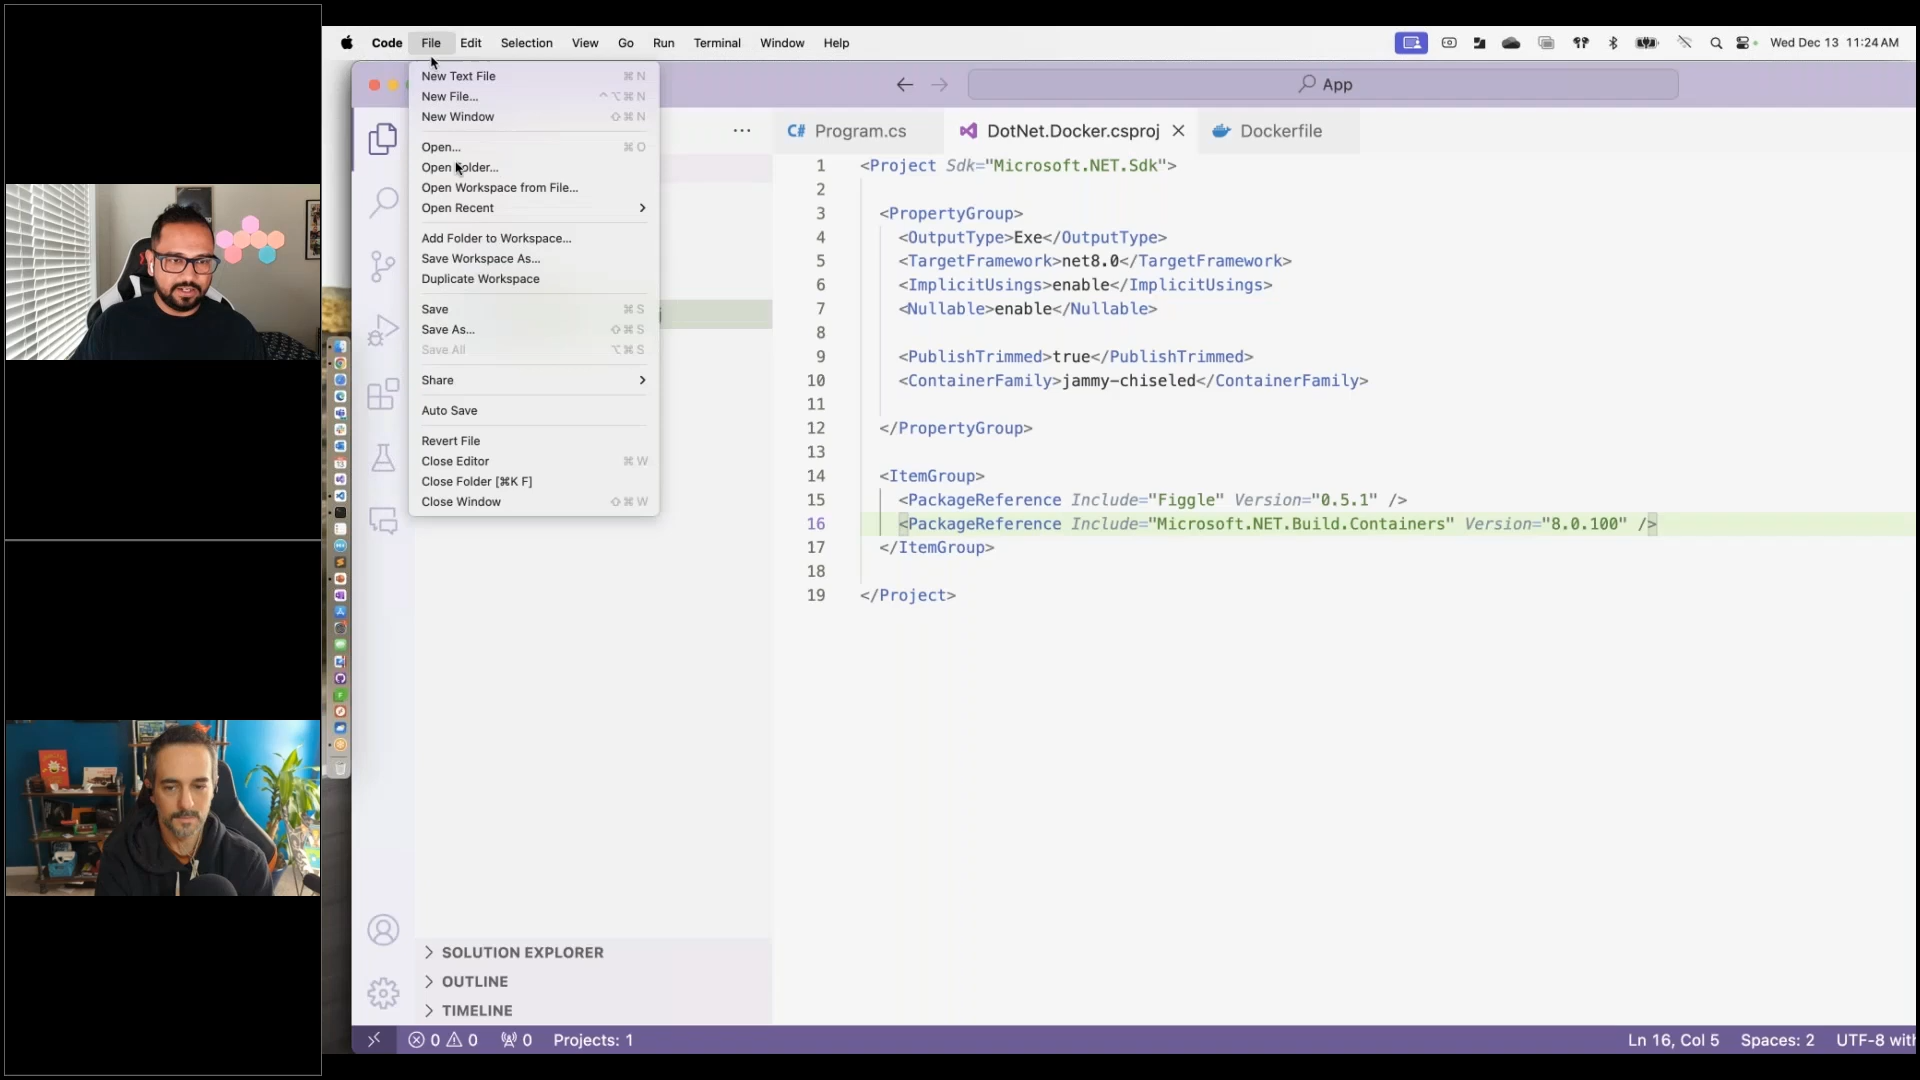 Code File Edit Selection View Go Run Terminal Window Help Wed Dec 13 11:24 AM
App
New Text File ⌘ N
New File... ^⌥⌘ N
New Window ⇧⌘ N
Open... ⌘ O
Open Folder...
Open Workspace from File...
Open Recent
Add Folder to Workspace...
Save Workspace As...
Duplicate Workspace
Save ⌘ S
Save As... ⇧⌘ S
Save All ⌥⌘ S
Share
Auto Save
Revert File
Close Editor ⌘ W
Close Folder [⌘K F]
Close Window ⇧⌘ W
C# Program.cs DotNet.Docker.csproj Dockerfile
1 <Project Sdk="Microsoft.NET.Sdk">
2
3 <PropertyGroup>
4 <OutputType>Exe</OutputType>
5 <TargetFramework>net8.0</TargetFramework>
6 <ImplicitUsings>enable</ImplicitUsings>
7 <Nullable>enable</Nullable>
8
9 <PublishTrimmed>true</PublishTrimmed>
10 <ContainerFamily>jammy-chiseled</ContainerFamily>
11
12 </PropertyGroup>
13
14 <ItemGroup>
15 <PackageReference Include="Figgle" Version="0.5.1" />
16 <PackageReference Include="Microsoft.NET.Build.Containers" Version="8.0.100" />
17 </ItemGroup>
18
19 </Project>
SOLUTION EXPLORER
OUTLINE
TIMELINE
0 0 0 Projects: 1 Ln 16, Col 5 Spaces: 2 UTF-8 with